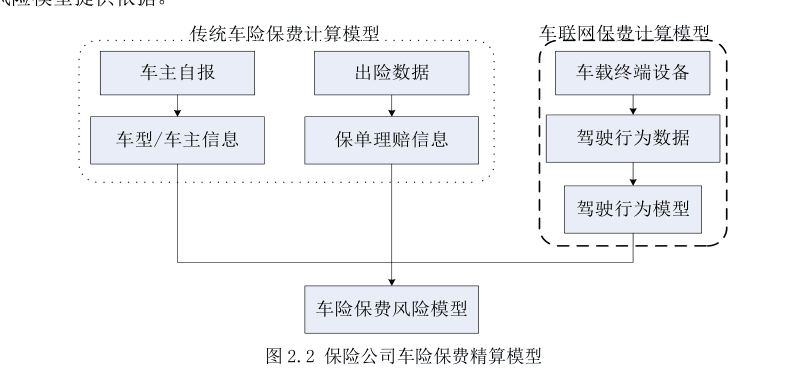 风险模型提供依据。
传统车险保费计算模型
车联网保费计算模型
车主自报
出险数据
车载终端设备
车型/车主信息
保单理赔信息
驾驶行为数据
驾驶行为模型
车险保费风险模型
图 2.2 保险公司车险保费精算模型